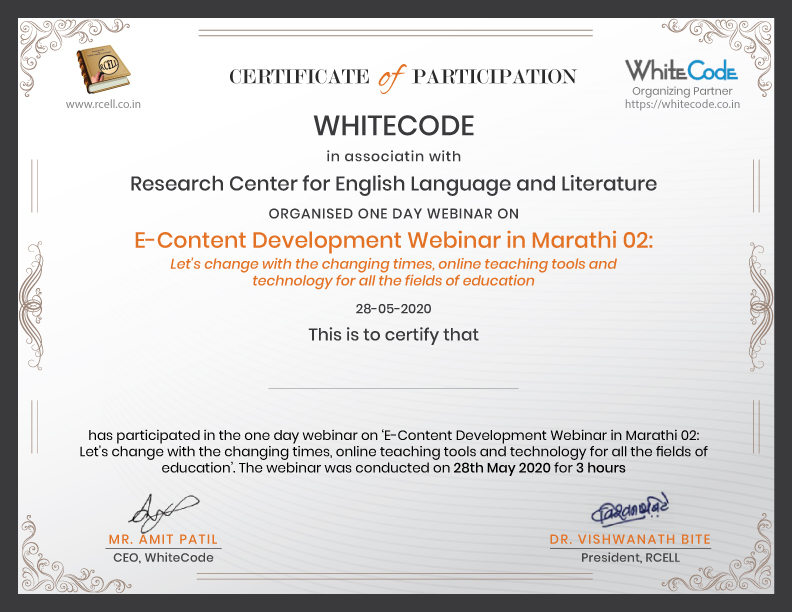 RCELL
www.rcell.co.in
CERTIFICATE of PARTICIPATION
WhiteCode
Organizing Partner
https://whitecode.co.in
WHITECODE
in associatin with
Research Center for English Language and Literature
ORGANISED ONE DAY WEBINAR ON
E-Content Development Webinar in Marathi 02:
Let's change with the changing times, online teaching tools and
technology for all the fields of education
28-05-2020
This is to certify that
has participated in the one day webinar on ‘E-Content Development Webinar in Marathi 02:
Let's change with the changing times, online teaching tools and technology for all the fields of
education’. The webinar was conducted on 28th May 2020 for 3 hours
MR. AMIT PATIL
CEO, WhiteCode
DR. VISHWANATH BITE
President, RCELL